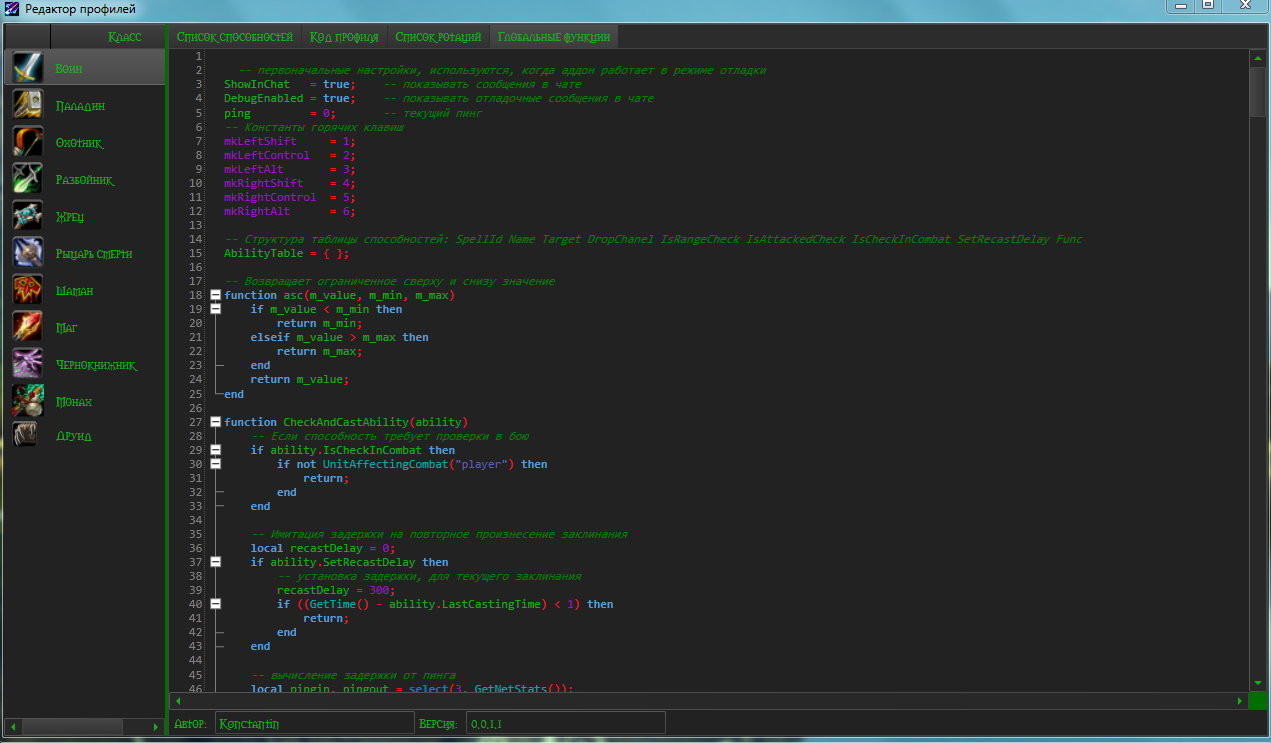 Редактор профилей
Класс
Список способностей Код профиля Список ротаций Глобальные функции
Воин
Паладин
Охотник
Разбойник
Жрец
Рыцарь смерти
Шаман
Маг
Чернокнижник
Монах
Друид
1
2 -- первоначальные настройки, используются, когда аддон работает в режиме отладки
3 ShowInChat = true; -- показывать сообщения в чате
4 DebugEnabled = true; -- показывать отладочные сообщения в чате
5 ping = 0; -- текущий пинг
6 -- Константы горячих клавиш
7 mkLeftShift = 1;
8 mkLeftControl = 2;
9 mkLeftAlt = 3;
10 mkRightShift = 4;
11 mkRightControl = 5;
12 mkRightAlt = 6;
13
14 -- Структура таблицы способностей: SpellId Name Target DropChanel IsRangeCheck IsAttackedCheck IsCheckInCombat SetRecastDelay Func
15 AbilityTable = { };
16
17 -- Возвращает ограниченное сверху и снизу значение
18 function asc(m_value, m_min, m_max)
19 if m_value < m_min then
20 return m_min;
21 elseif m_value > m_max then
22 return m_max;
23 end
24 return m_value;
25 end
26
27 function CheckAndCastAbility(ability)
28 -- Если способность требует проверки в бою
29 if ability.IsCheckInCombat then
30 if not UnitAffectingCombat("player") then
31 return;
32 end
33 end
34
35 -- Имитация задержки на повторное произнесение заклинания
36 local recastDelay = 0;
37 if ability.SetRecastDelay then
38 -- установка задержки, для текущего заклинания
39 recastDelay = 300;
40 if ((GetTime() - ability.LastCastingTime) < 1) then
41 return;
42 end
43 end
44
45 -- вычисление задержки от пинга
46 local pingin, pingout = select(3, GetNetStats());
Автор: Konctantin Версия: 0.0.1.1